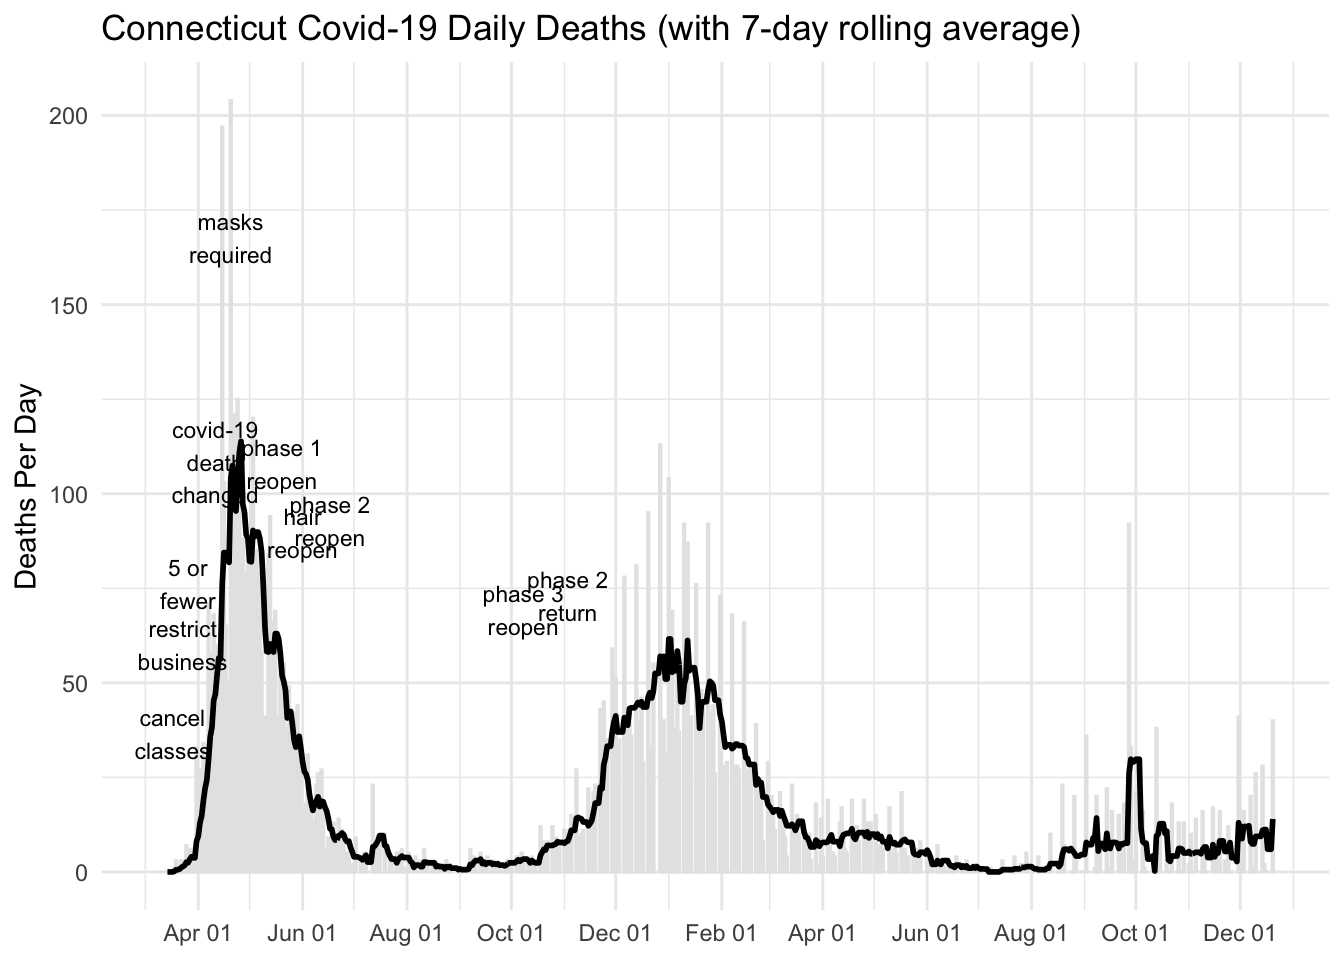 Connecticut Covid-19 Daily Deaths (with 7-day rolling average)
Deaths Per Day
200
150
100
50
0
masks
required
covid-19
death
changed
phase 1
reopen
phase 2
reopen
hair
reopen
5 or
fewer
restrict
business
cancel
classes
phase 3
reopen
phase 2
return
Apr 01 Jun 01 Aug 01 Oct 01 Dec 01 Feb 01 Apr 01 Jun 01 Aug 01 Oct 01 Dec 01